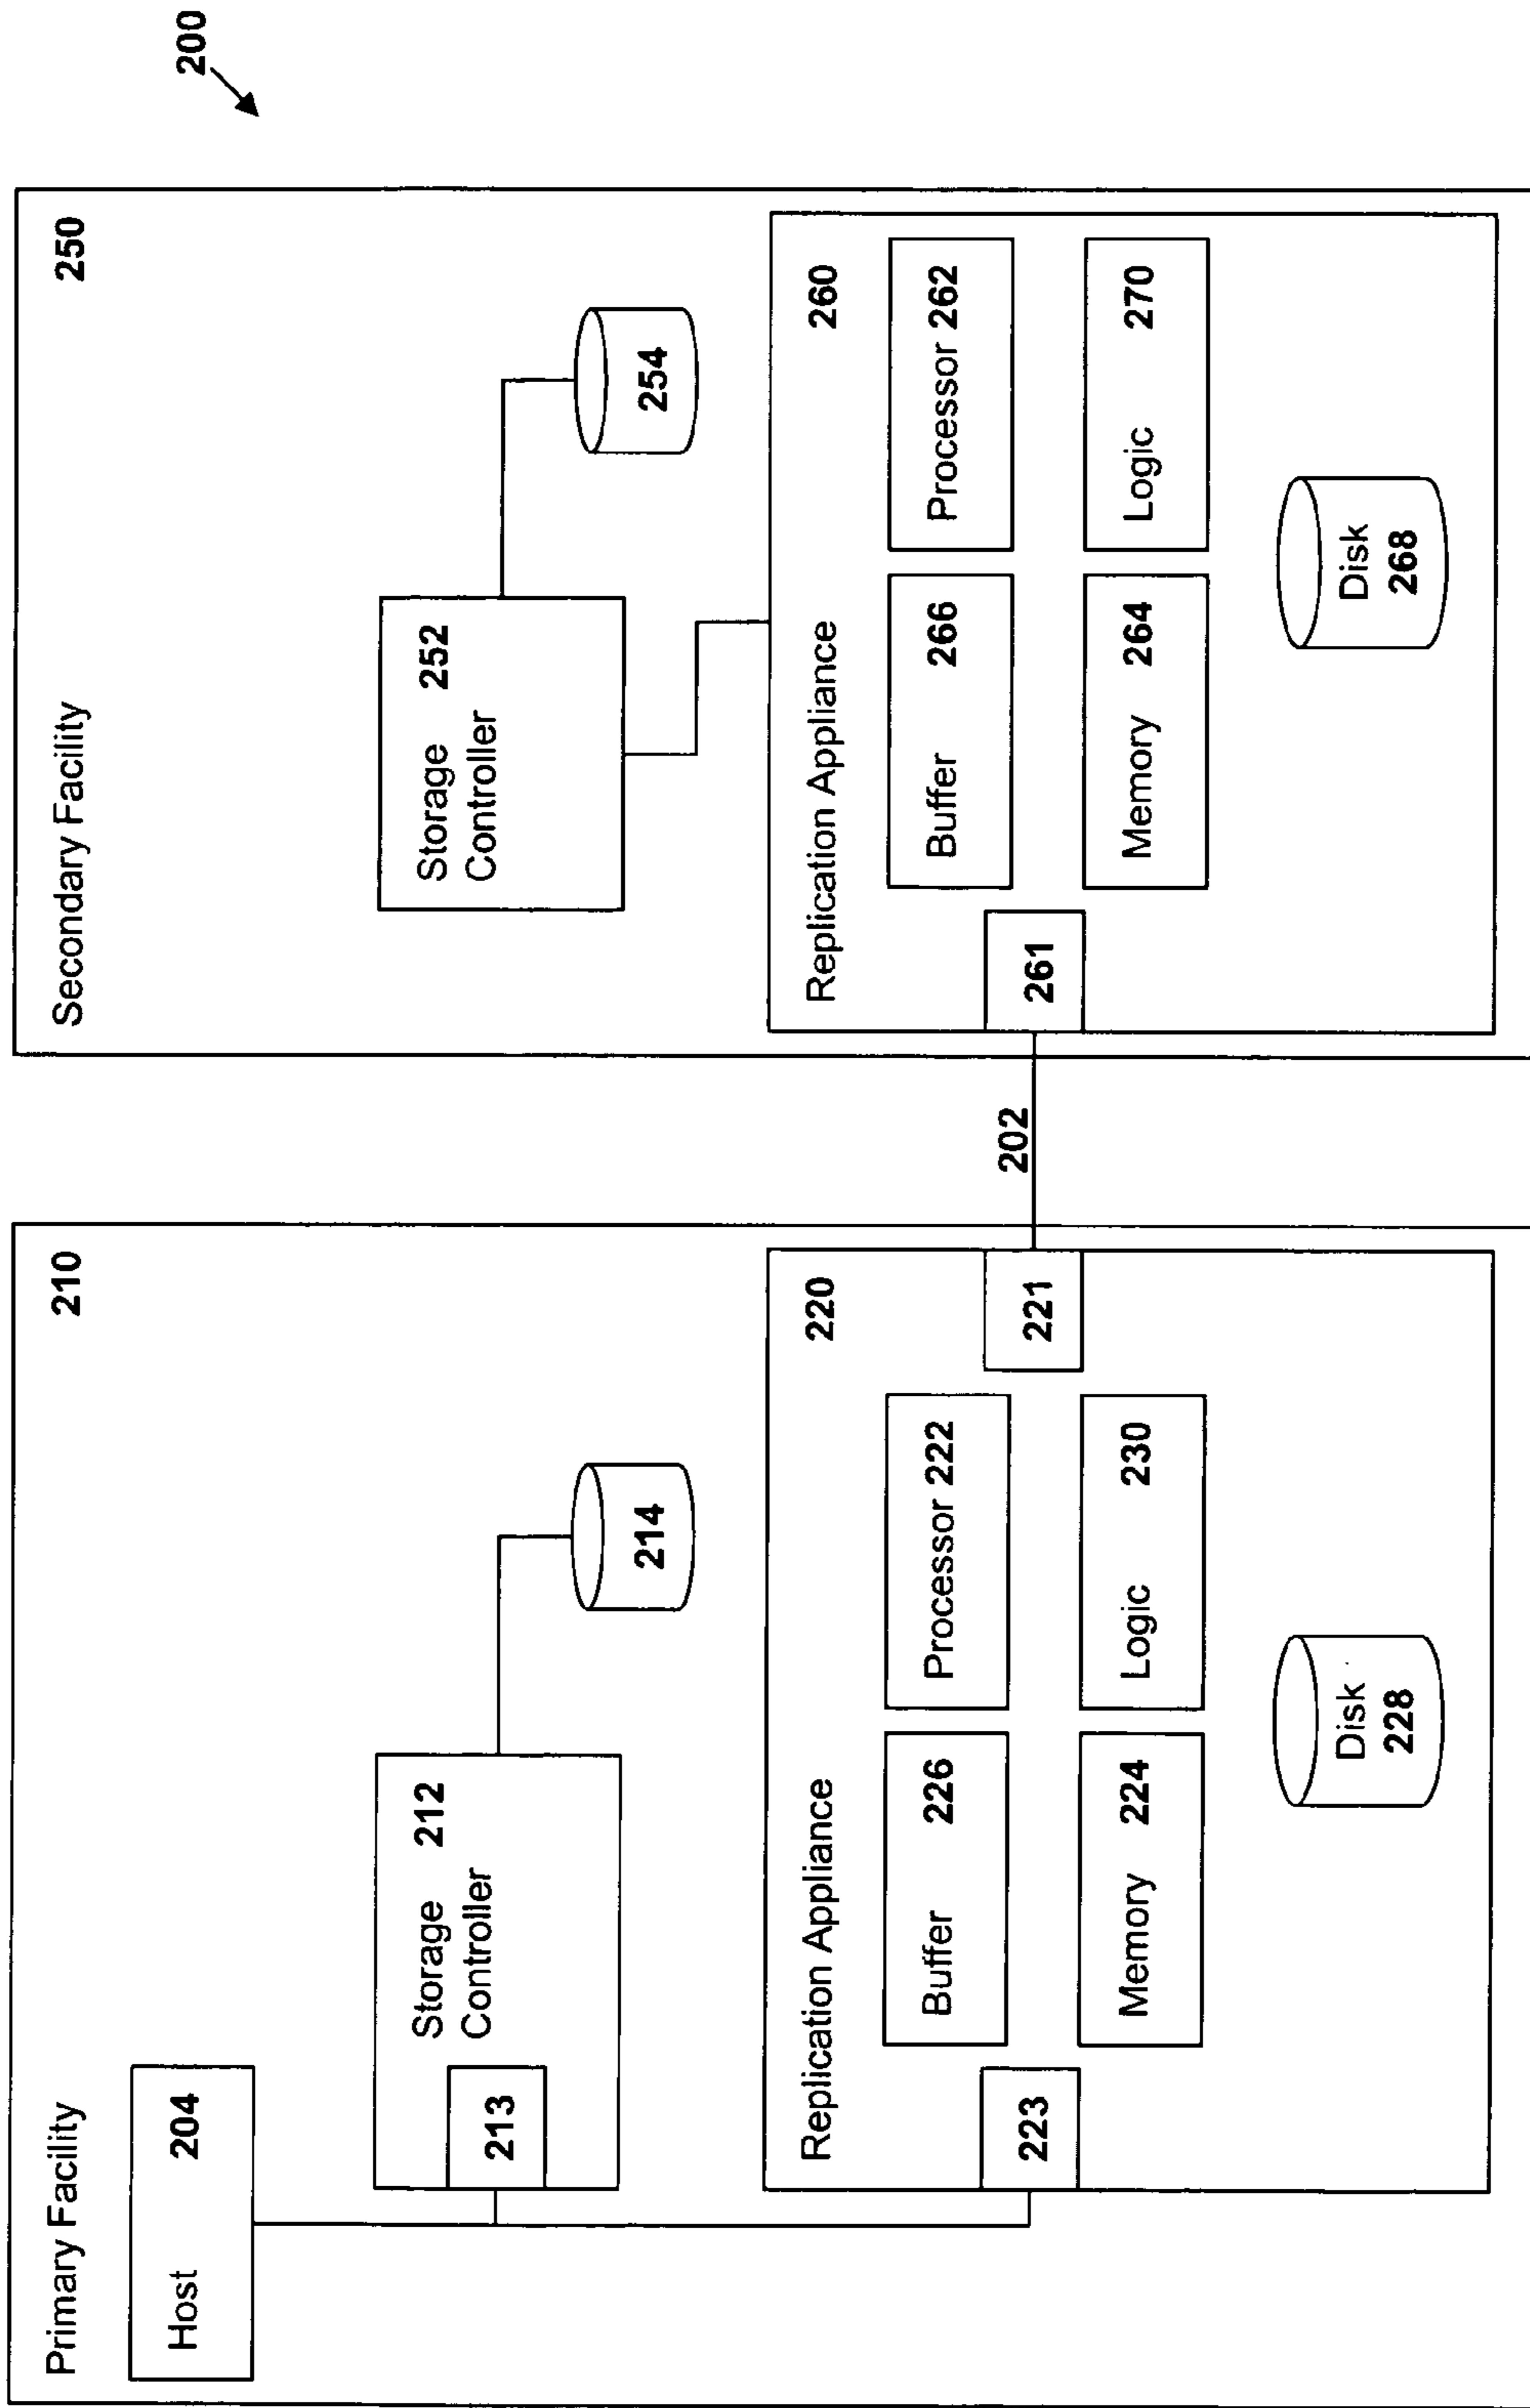 200
Primary Facility
210
Host 204
Storage 212
Controller
213
214
Replication Appliance
220
223
Buffer 226
Processor 222
221
Memory 224
Logic 230
Disk
228
202
Secondary Facility
250
Storage 252
Controller
254
Replication Appliance
260
261
Buffer 266
Processor 262
Memory 264
Logic 270
Disk
268